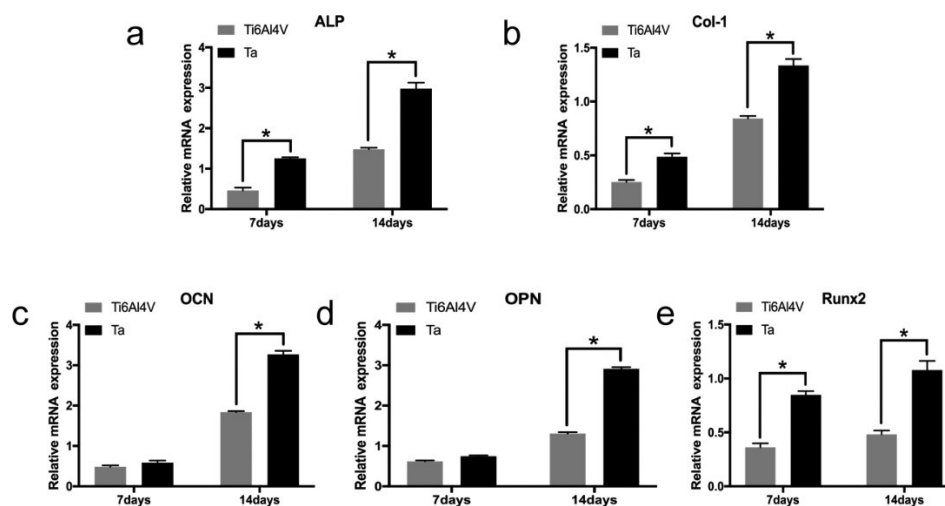 a
ALP
Ti6Al4V
Ta
Relative mRNA expression
4
3
2
1
0
*
*
7days
14days
b
Col-1
Ti6Al4V
Ta
Relative mRNA expression
1.5
1.0
0.5
0.0
*
*
7days
14days
c
OCN
Ti6Al4V
Ta
Relative mRNA expression
4
3
2
1
0
*
7days
14days
d
OPN
Ti6Al4V
Ta
Relative mRNA expression
4
3
2
1
0
*
7days
14days
e
Runx2
Ti6Al4V
Ta
Relative mRNA expression
1.5
1.0
0.5
0.0
*
*
7days
14days